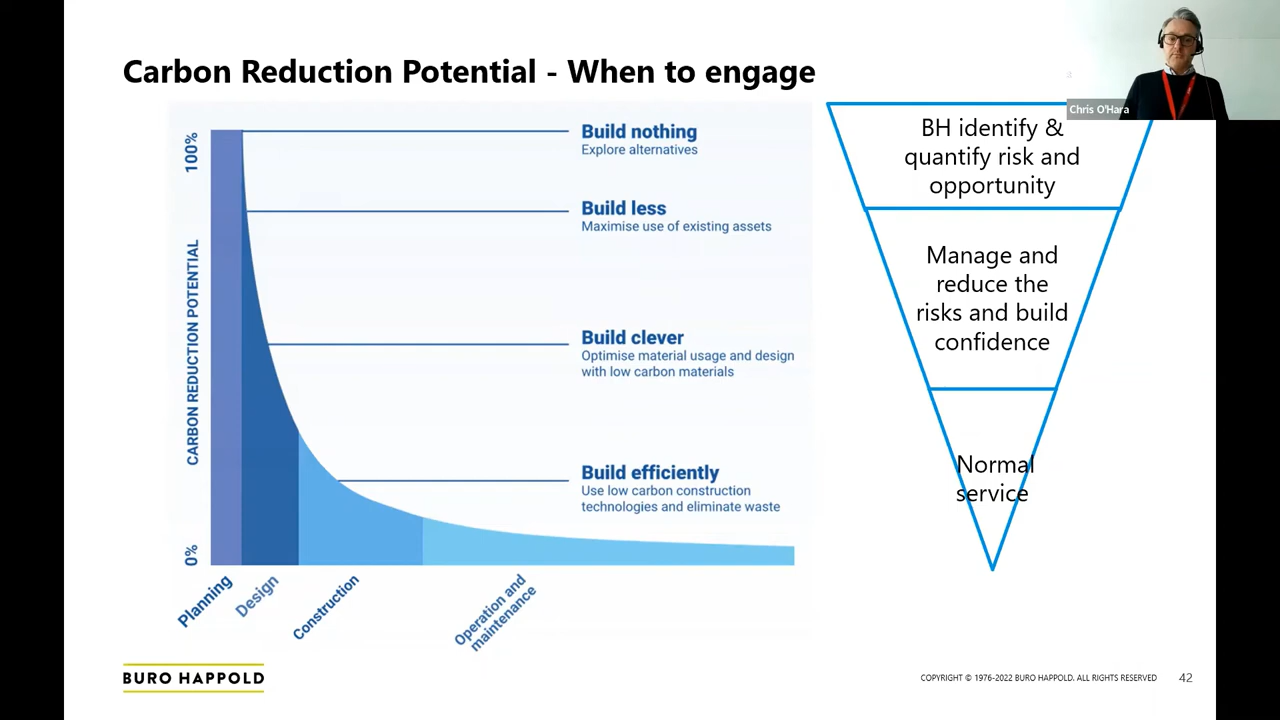 Carbon Reduction Potential - When to engage
Chris O'Hara
100%
CARBON REDUCTION POTENTIAL
0%
Build nothing
Explore alternatives
Build less
Maximise use of existing assets
Build clever
Optimise material usage and design
with low carbon materials
Build efficiently
Use low carbon construction
technologies and eliminate waste
Planning
Design
Construction
Operation and
maintenance
BH identify &
quantify risk and
opportunity
Manage and
reduce the
risks and build
confidence
Normal
service
BURO HAPPOLD
COPYRIGHT © 1976-2022 BURO HAPPOLD. ALL RIGHTS RESERVED
42